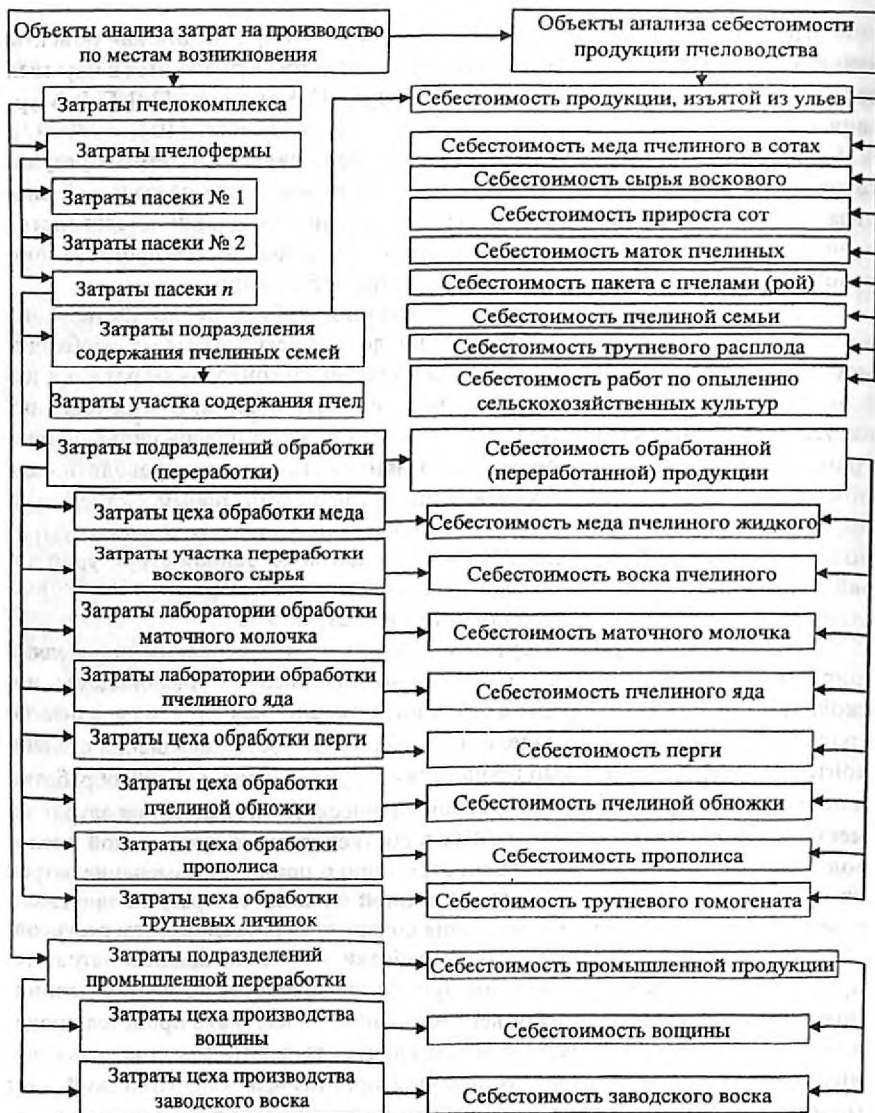 Объекты анализа затрат на производство
по местам возникновения
Объекты анализа себестоимости
продукции пчеловодства
Затраты пчелокомплекса
Себестоимость продукции, изъятой из ульев
Затраты пчелофермы
Себестоимость меда пчелиного в сотах
Себестоимость сырья воскового
Затраты пасеки № 1
Себестоимость прироста сот
Затраты пасеки № 2
Себестоимость маток пчелиных
Затраты пасеки n
Себестоимость пакета с пчелами (рой)
Затраты подразделения
содержания пчелиных семей
Себестоимость пчелиной семьи
Себестоимость трутневого расплода
Затраты участка содержания пчел
Себестоимость работ по опылению
сельскохозяйственных культур
Затраты подразделений обработки
(переработки)
Себестоимость обработанной
(переработанной) продукции
Затраты цеха обработки меда
Себестоимость меда пчелиного жидкого
Затраты участка переработки
воскового сырья
Себестоимость воска пчелиного
Затраты лаборатории обработки
маточного молочка
Себестоимость маточного молочка
Затраты лаборатории обработки
пчелиного яда
Себестоимость пчелиного яда
Затраты цеха обработки перги
Себестоимость перги
Затраты цеха обработки
пчелиной обножки
Себестоимость пчелиной обножки
Затраты цеха обработки
прополиса
Себестоимость прополиса
Затраты цеха обработки
трутневых личинок
Себестоимость трутневого гомогената
Затраты подразделений
промышленной переработки
Себестоимость промышленной продукции
Затраты цеха производства
вощины
Себестоимость вощины
Затраты цеха производства
заводского воска
Себестоимость заводского воска